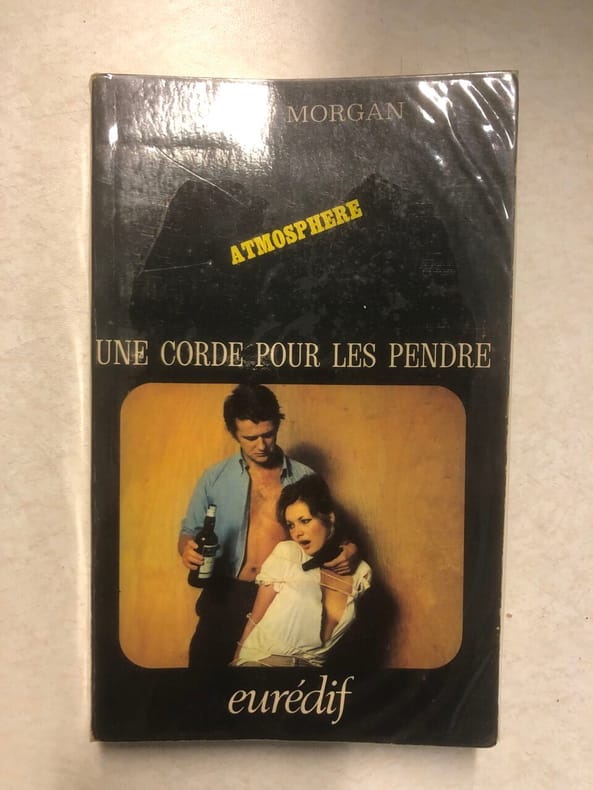 MORGAN
ATMOSPHERE
UNE CORDE POUR LES PENDRE
eurédif